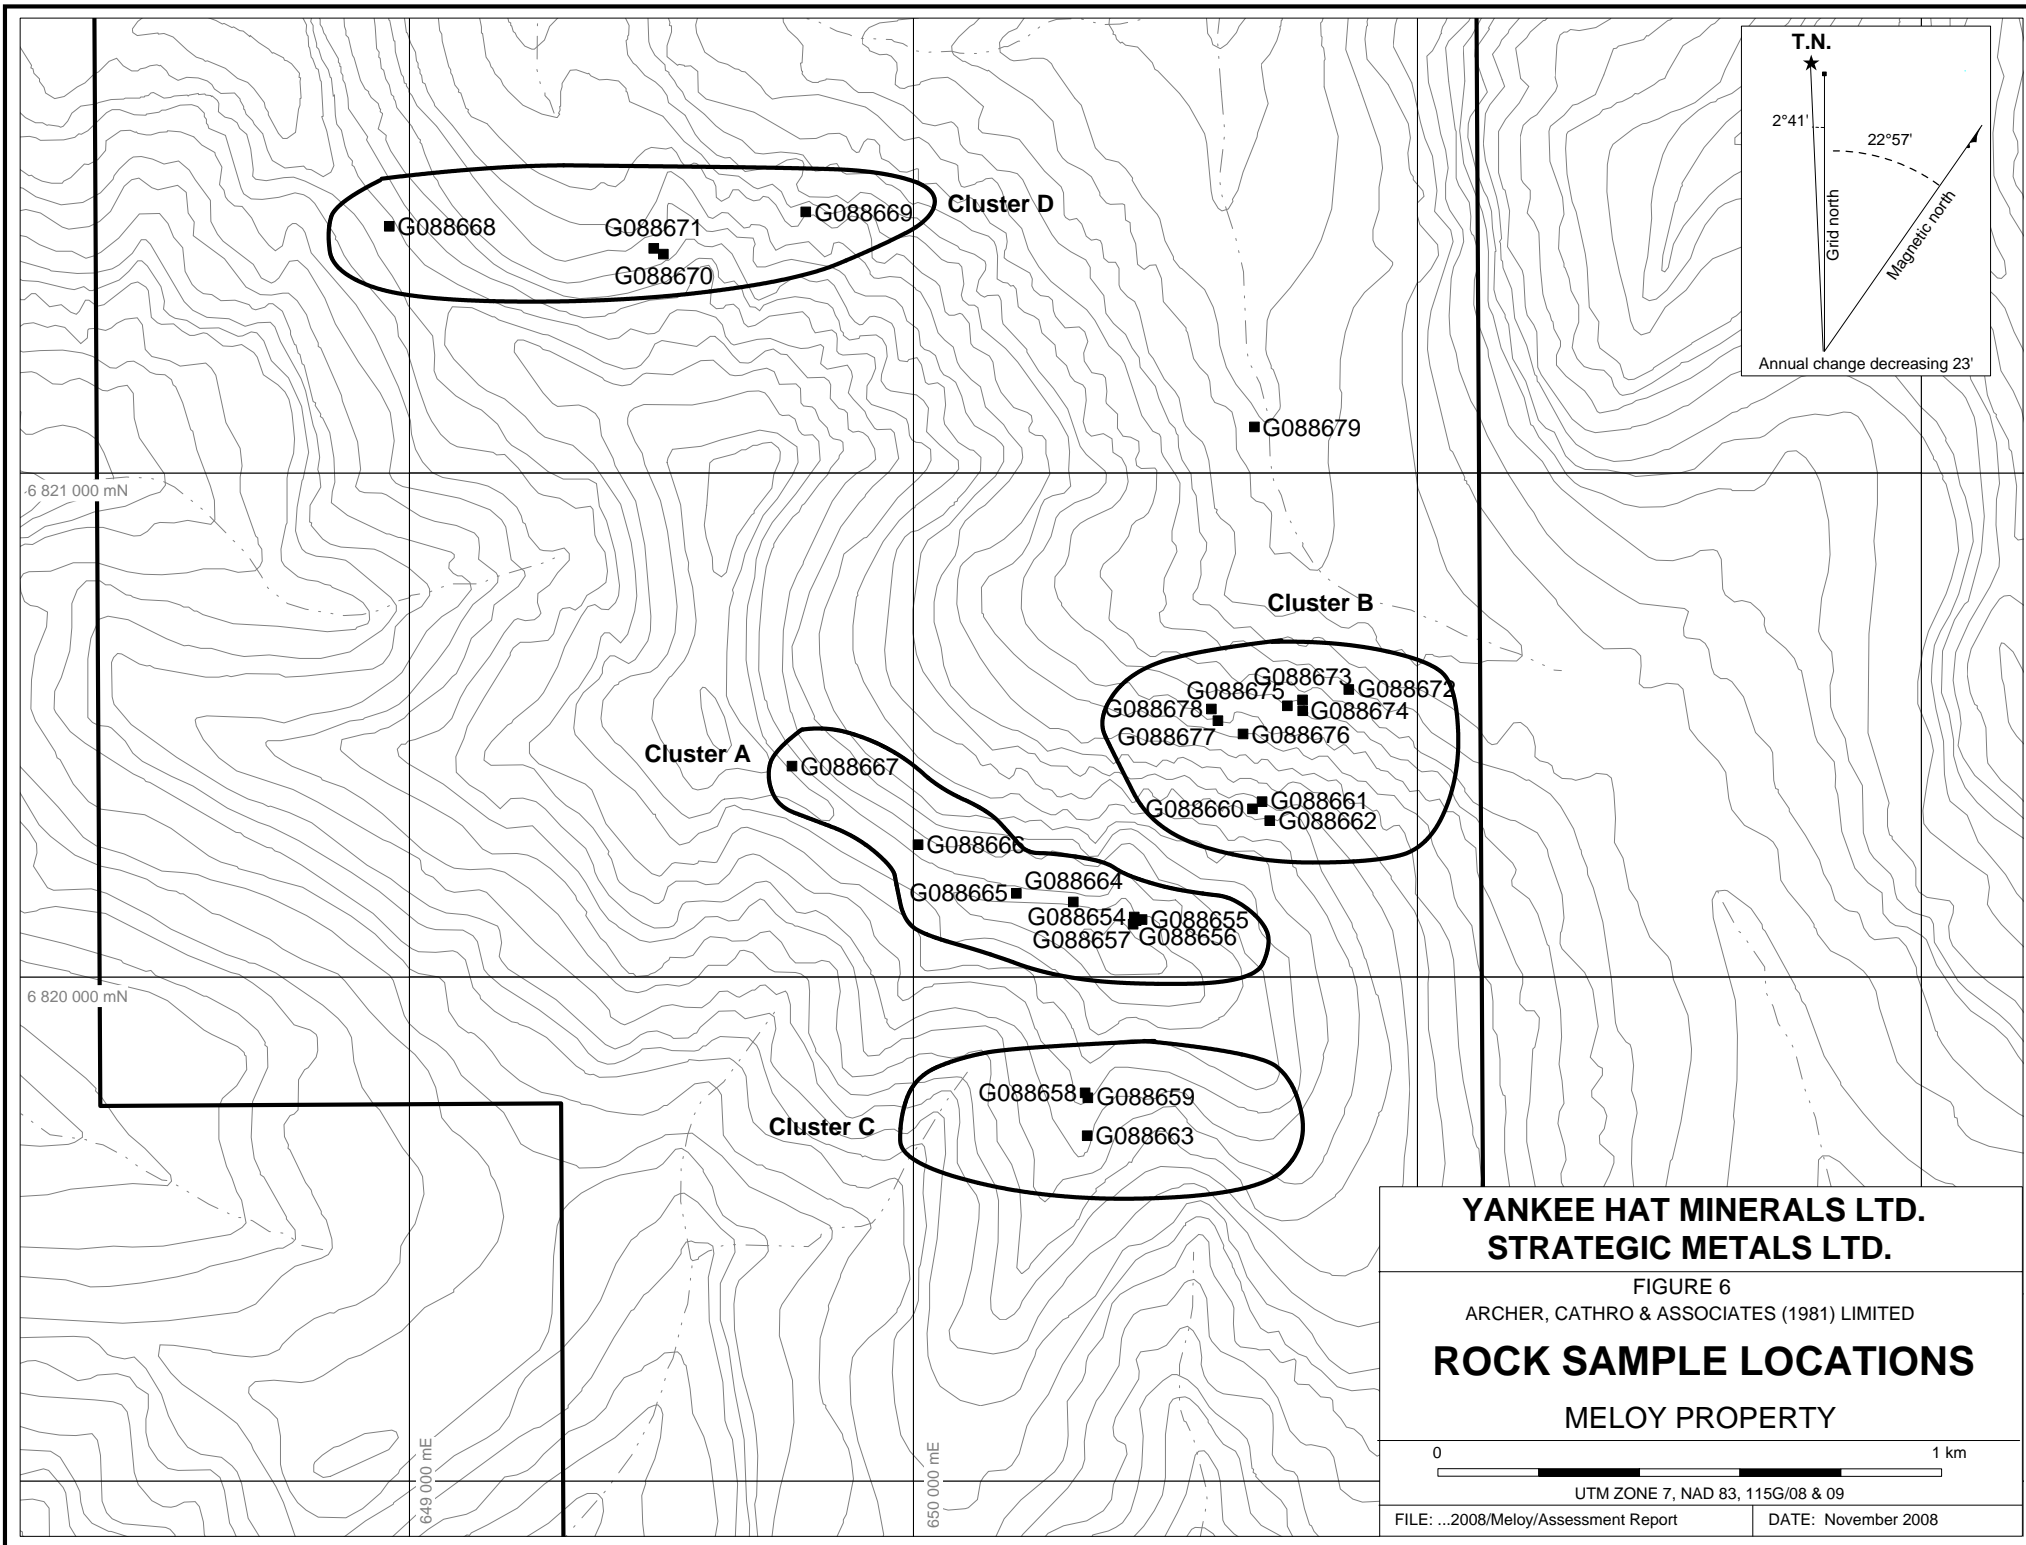 T.N.
2°41'
22°57'
Grid north
Magnetic north
Annual change decreasing 23'
Cluster D
G088668
G088671
G088669
G088670
G088679
6 821 000 mN
Cluster B
G088673
G088672
G088675
G088678
G088674
G088677
G088676
Cluster A
G088667
G088661
G088660
G088662
G088666
G088664
G088665
G088654
G088655
G088657
G088656
6 820 000 mN
G088658
G088659
Cluster C
G088663
649 000 mE
650 000 mE
YANKEE HAT MINERALS LTD.
STRATEGIC METALS LTD.
FIGURE 6
ARCHER, CATHRO & ASSOCIATES (1981) LIMITED
ROCK SAMPLE LOCATIONS
MELOY PROPERTY
0 1 km
UTM ZONE 7, NAD 83, 115G/08 & 09
FILE: ...2008/Meloy/Assessment Report
DATE: November 2008